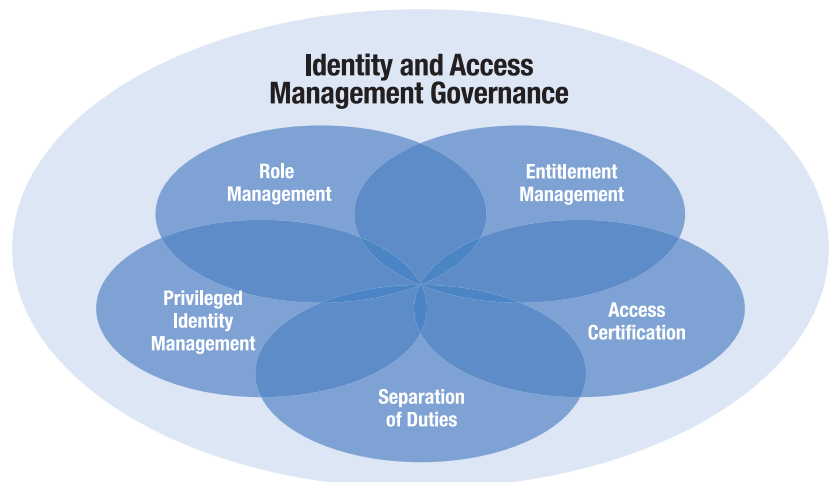 Identity and Access
Management Governance
Role
Management
Entitlement
Management
Privileged
Identity
Management
Access
Certification
Separation
of Duties